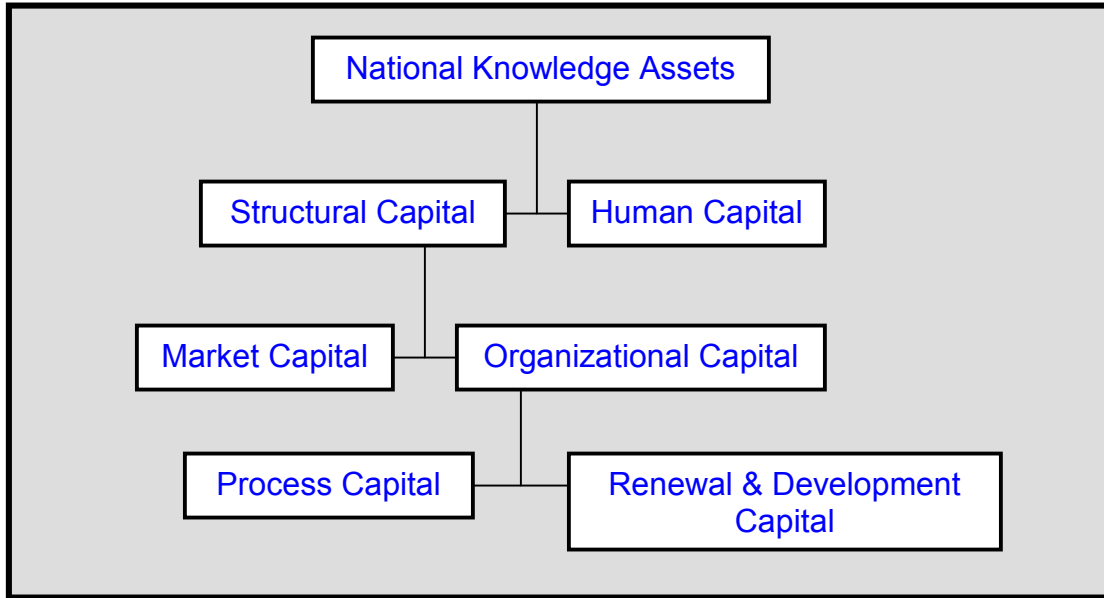 National Knowledge Assets
Structural Capital
Human Capital
Market Capital
Organizational Capital
Process Capital
Renewal & Development
Capital